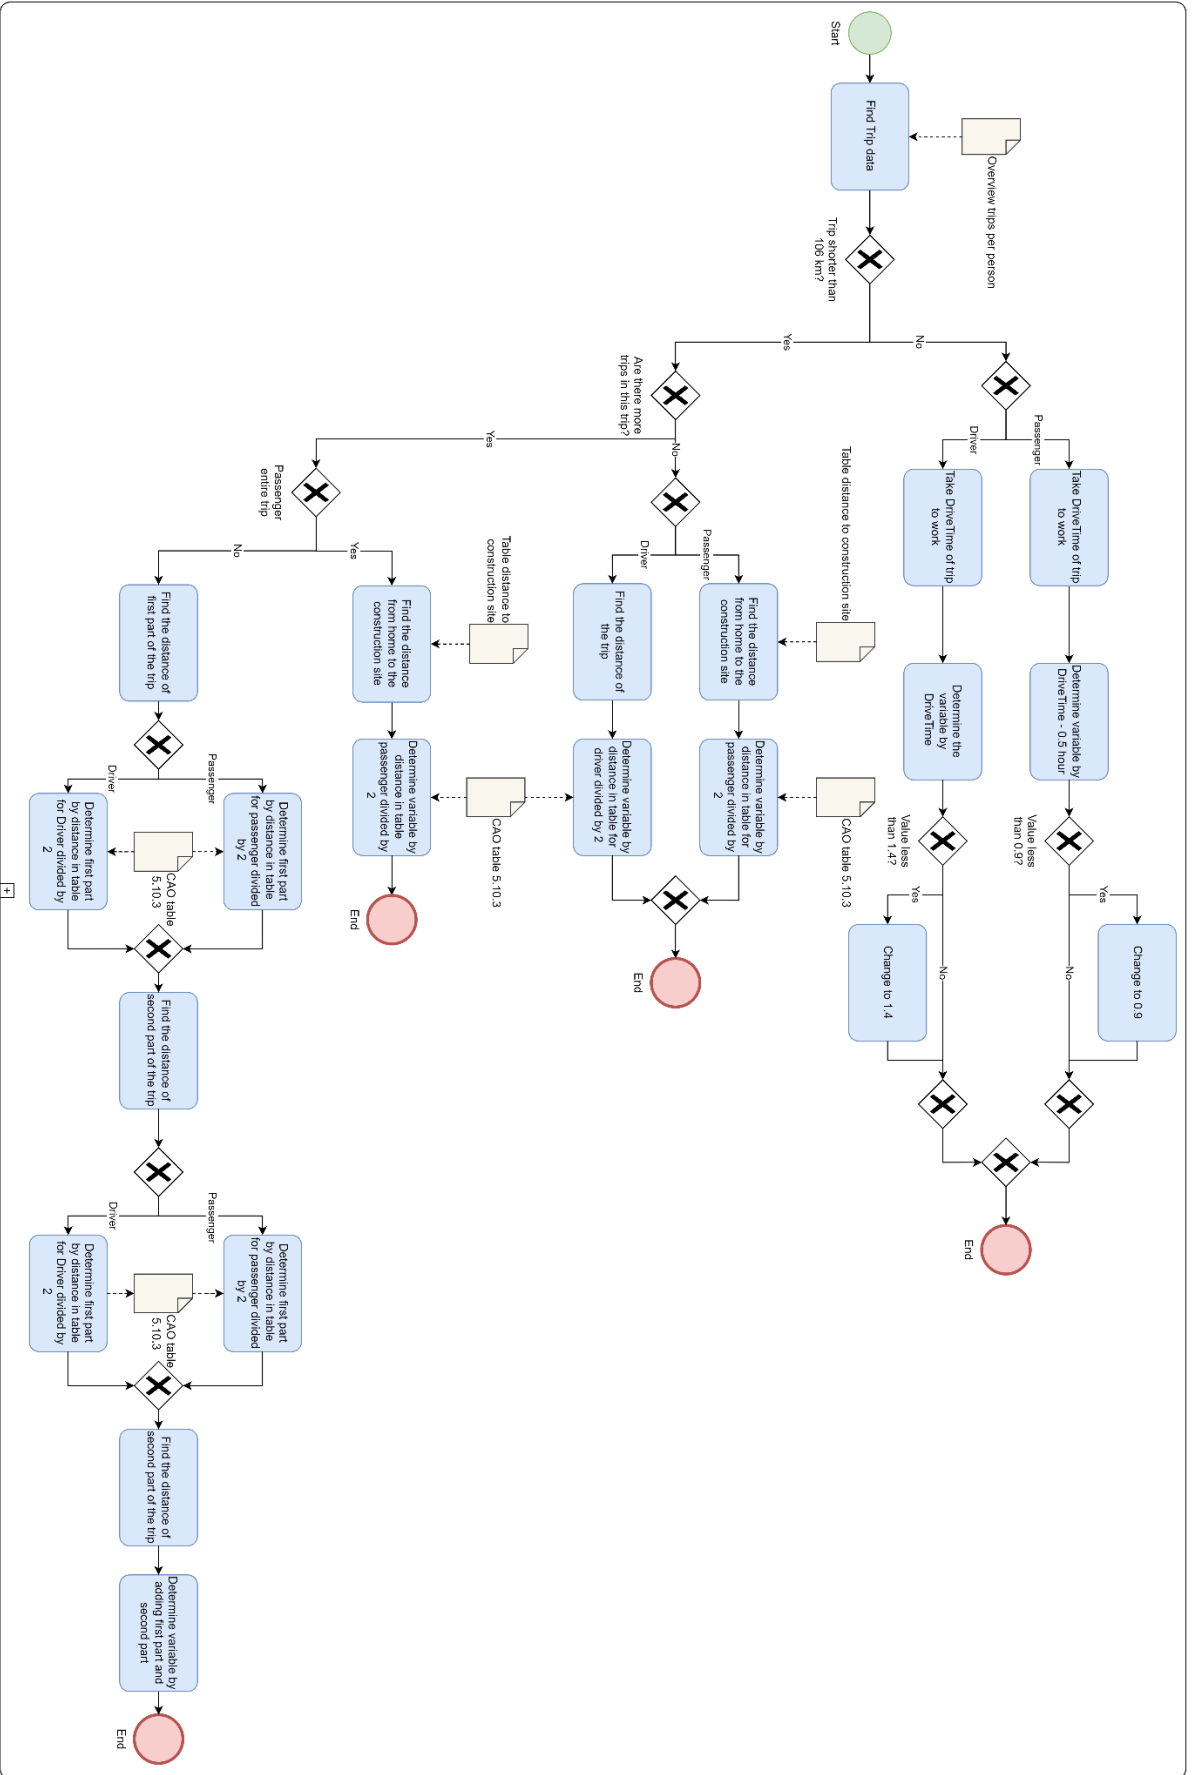 Start
Find Trip data
Overview trips per person
Trip shorter than
106 km?
No
Yes
Passenger
Driver
Take DriveTime of trip
to work
Determine variable by
DriveTime - 0.5 hour
Value less
than 0.9?
Yes
No
Change to 0.9
Take DriveTime of trip
to work
Determine the
variable by
DriveTime
Value less
than 1.4?
No
Yes
Change to 1.4
End
Are there more
trips in this trip?
No
Yes
Passenger
Driver
Table distance to construction site
Find the distance
from home to the
construction site
CAO table 5.10.3
Determine variable by
distance in table for
passenger divided by
2
Find the distance of
the trip
Determine variable by
distance in table for
driver divided by 2
End
Passenger
entire trip
Yes
No
Table distance to
construction site
Find the distance
from home to the
construction site
CAO table 5.10.3
Determine variable by
distance in table
passenger divided by
2
End
Find the distance of
first part of the trip
Passenger
Driver
Determine first part
by distance in table
for passenger divided
by 2
CAO table
5.10.3
Determine first part
by distance in table
for Driver divided by
2
Find the distance of
second part of the trip
Passenger
Driver
Determine first part
by distance in table
for passenger divided
by 2
CAO table
5.10.3
Determine first part
by distance in table
for Driver divided by
2
Find the distance of
second part of the trip
Determine variable by
adding first part and
second part
End